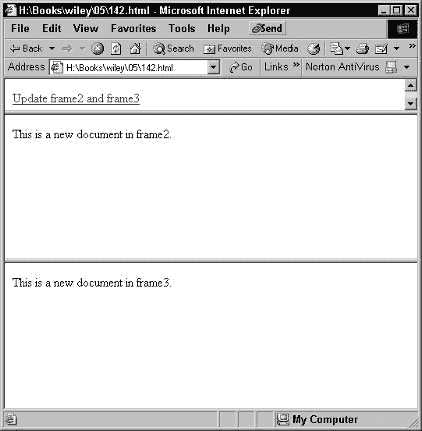 H:\Books\wiley\05\142.html - Microsoft Internet Explorer
File Edit View Favorites Tools Help Send
Back Search Favorites Media
Address H:\Books\wiley\05\142.html Go Links » Norton AntiVirus
Update frame2 and frame3
This is a new document in frame2.
This is a new document in frame3.
My Computer